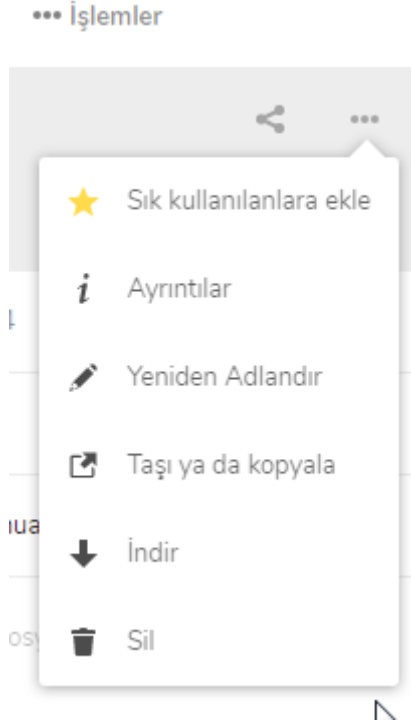 İşlemler
Sık kullanılanlara ekle
Ayrıntılar
Yeniden Adlandır
Taşı ya da kopyala
İndir
Sil